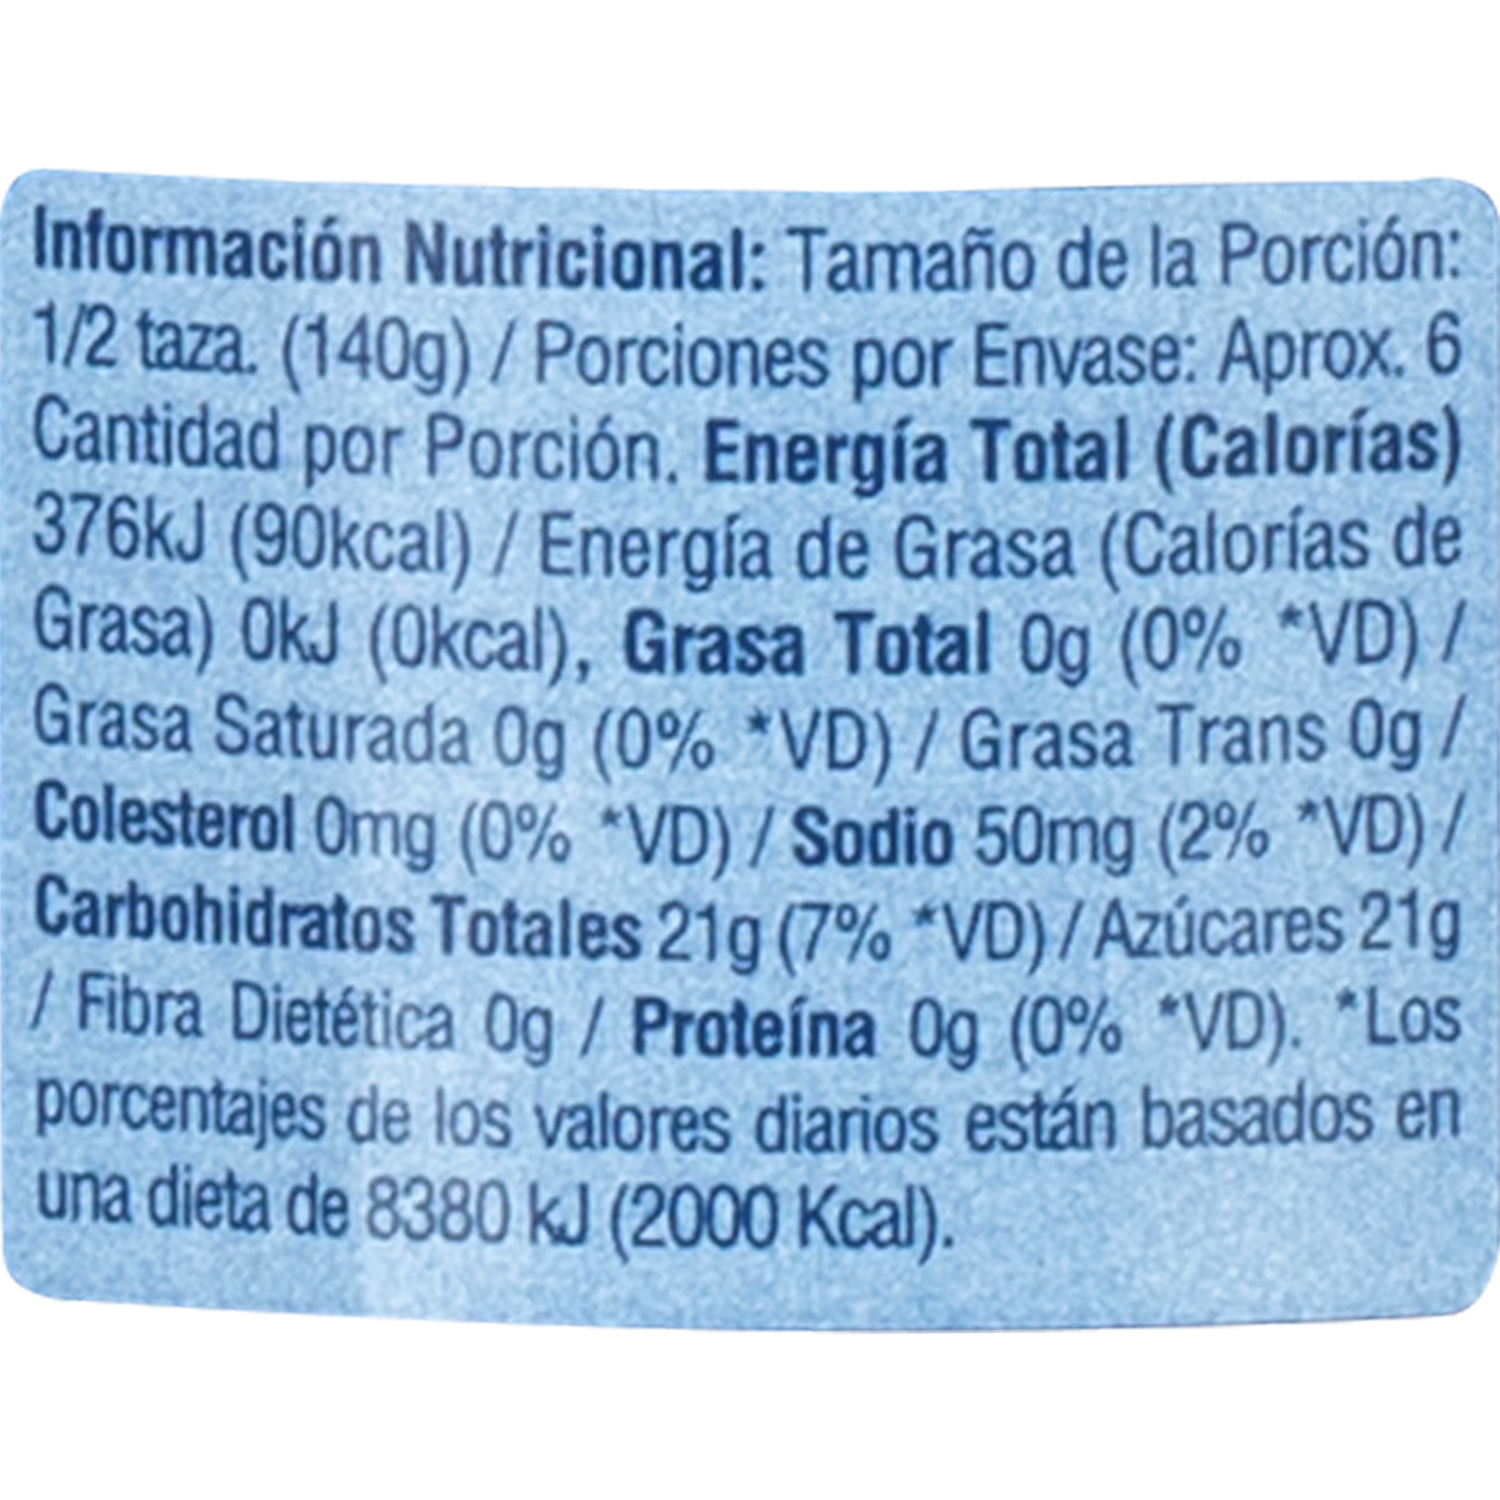 Información Nutricional: Tamaño de la Porción:
1/2 taza. (140g) / Porciones por Envase: Aprox. 6
Cantidad por Porción. Energía Total (Calorías)
376kJ (90kcal) / Energía de Grasa (Calorías de
Grasa) 0kJ (0kcal), Grasa Total 0g (0% *VD) /
Grasa Saturada 0g (0% *VD) / Grasa Trans 0g /
Colesterol 0mg (0% *VD) / Sodio 50mg (2% *VD) /
Carbohidratos Totales 21g (7% *VD) / Azúcares 21g
/ Fibra Dietética 0g / Proteína 0g (0% *VD). *Los
porcentajes de los valores diarios están basados en
una dieta de 8380 kJ (2000 Kcal).